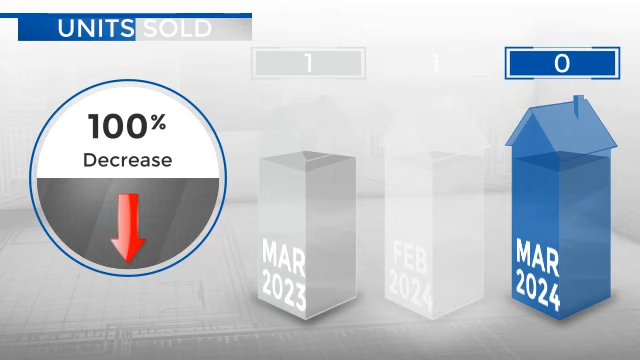 UNITS SOLD
1
1
0
100%
Decrease
MAR
2023
FEB
2024
MAR
2024